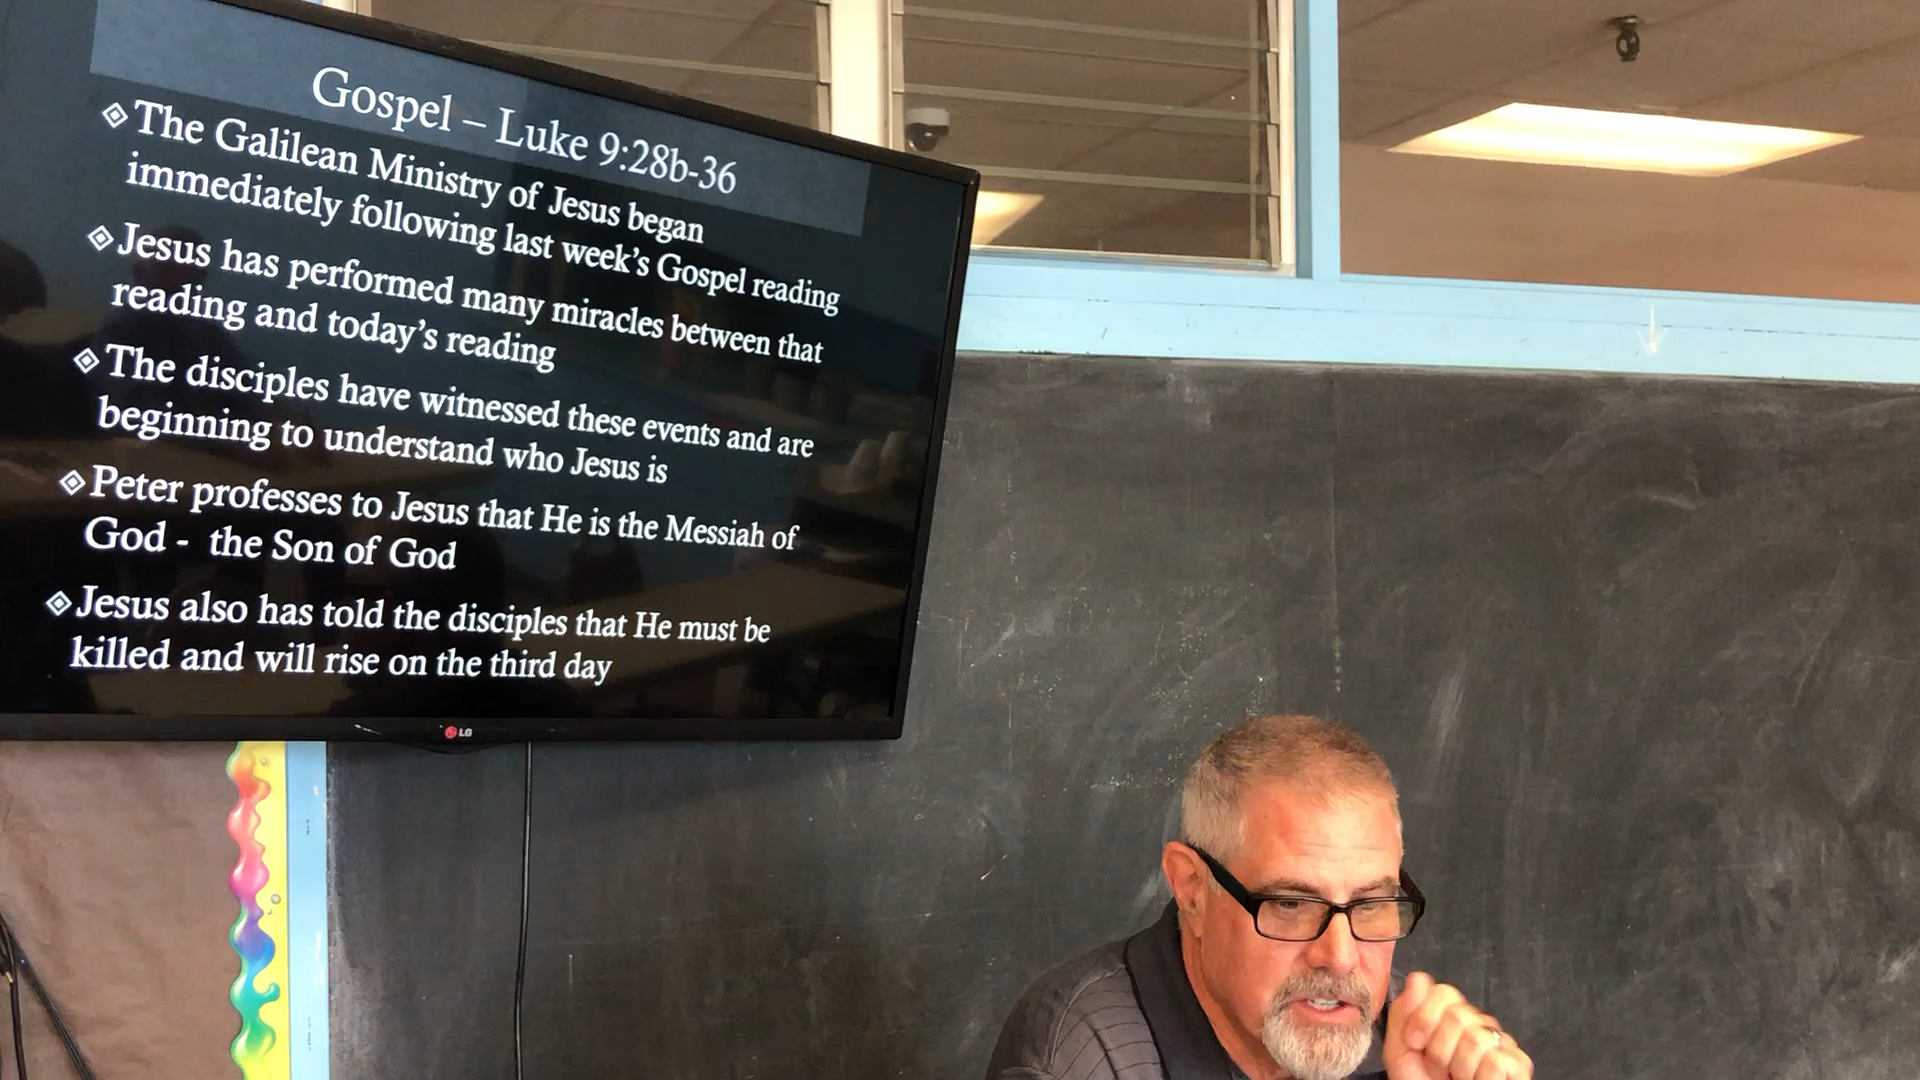 Gospel – Luke 9:28b-36
The Galilean Ministry of Jesus began
immediately following last week’s Gospel reading
Jesus has performed many miracles between that
reading and today’s reading
The disciples have witnessed these events and are
beginning to understand who Jesus is
Peter professes to Jesus that He is the Messiah of
God -  the Son of God
Jesus also has told the disciples that He must be
killed and will rise on the third day
LG